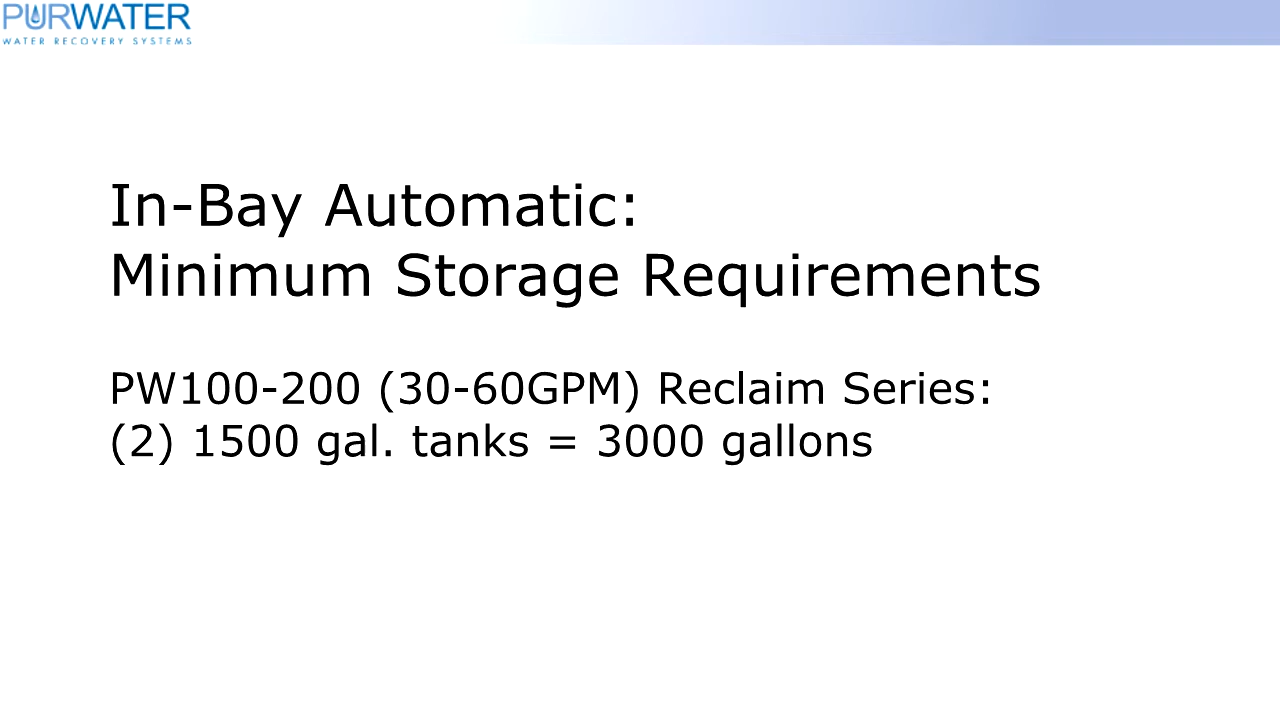 PURWATER
WATER RECOVERY SYSTEMS
In-Bay Automatic:
Minimum Storage Requirements
PW100-200 (30-60GPM) Reclaim Series:
(2) 1500 gal. tanks = 3000 gallons